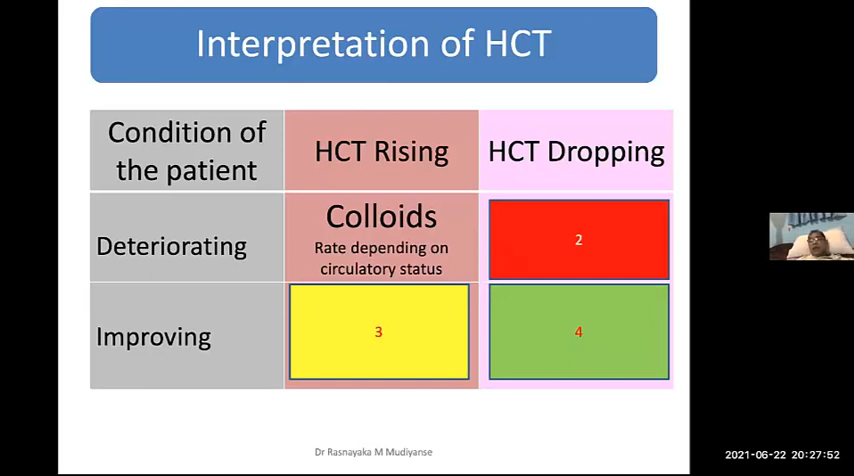 Interpretation of HCT
Condition of
the patient
HCT Rising
HCT Dropping
Deteriorating
Colloids
Rate depending on
circulatory status
2
Improving
3
4
Dr Rasnayaka M Mudiyanse
2021-06-22 20:27:52